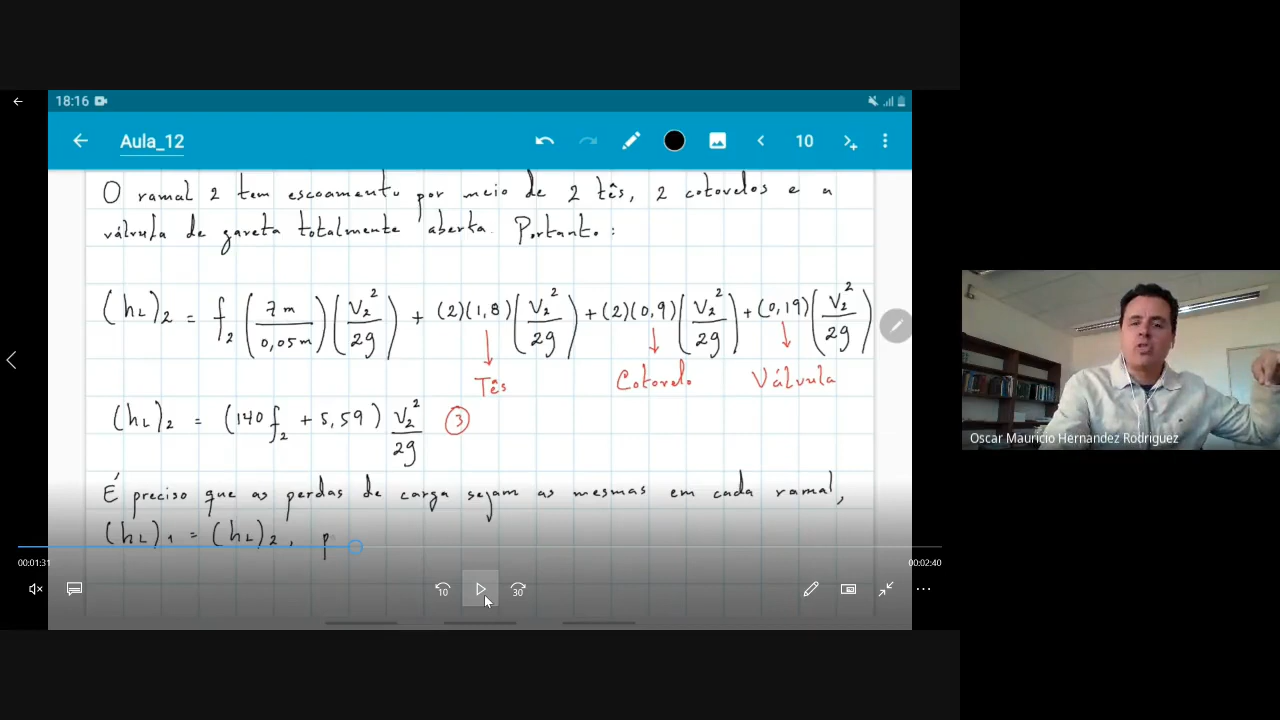 18:16
Aula_12
10
O ramal 2 tem escoamento por meio de 2 tês, 2 cotovelos e a
válvula de gaveta totalmente aberta. Portanto:
(hL)2 = f2 (7m/0,05m) (V2²/2g) + (2)(1,8) (V2²/2g) + (2)(0,9) (V2²/2g) + (0,19) (V2²/2g)
Tês Cotovelo Válvula
(hL)2 = (140 f2 + 5,59) V2²/2g ③
É preciso que as perdas de carga sejam as mesmas em cada ramal,
(hL)1 = (hL)2, p
00:01:31 00:02:40
10 30
Oscar Mauricio Hernandez Rodriguez